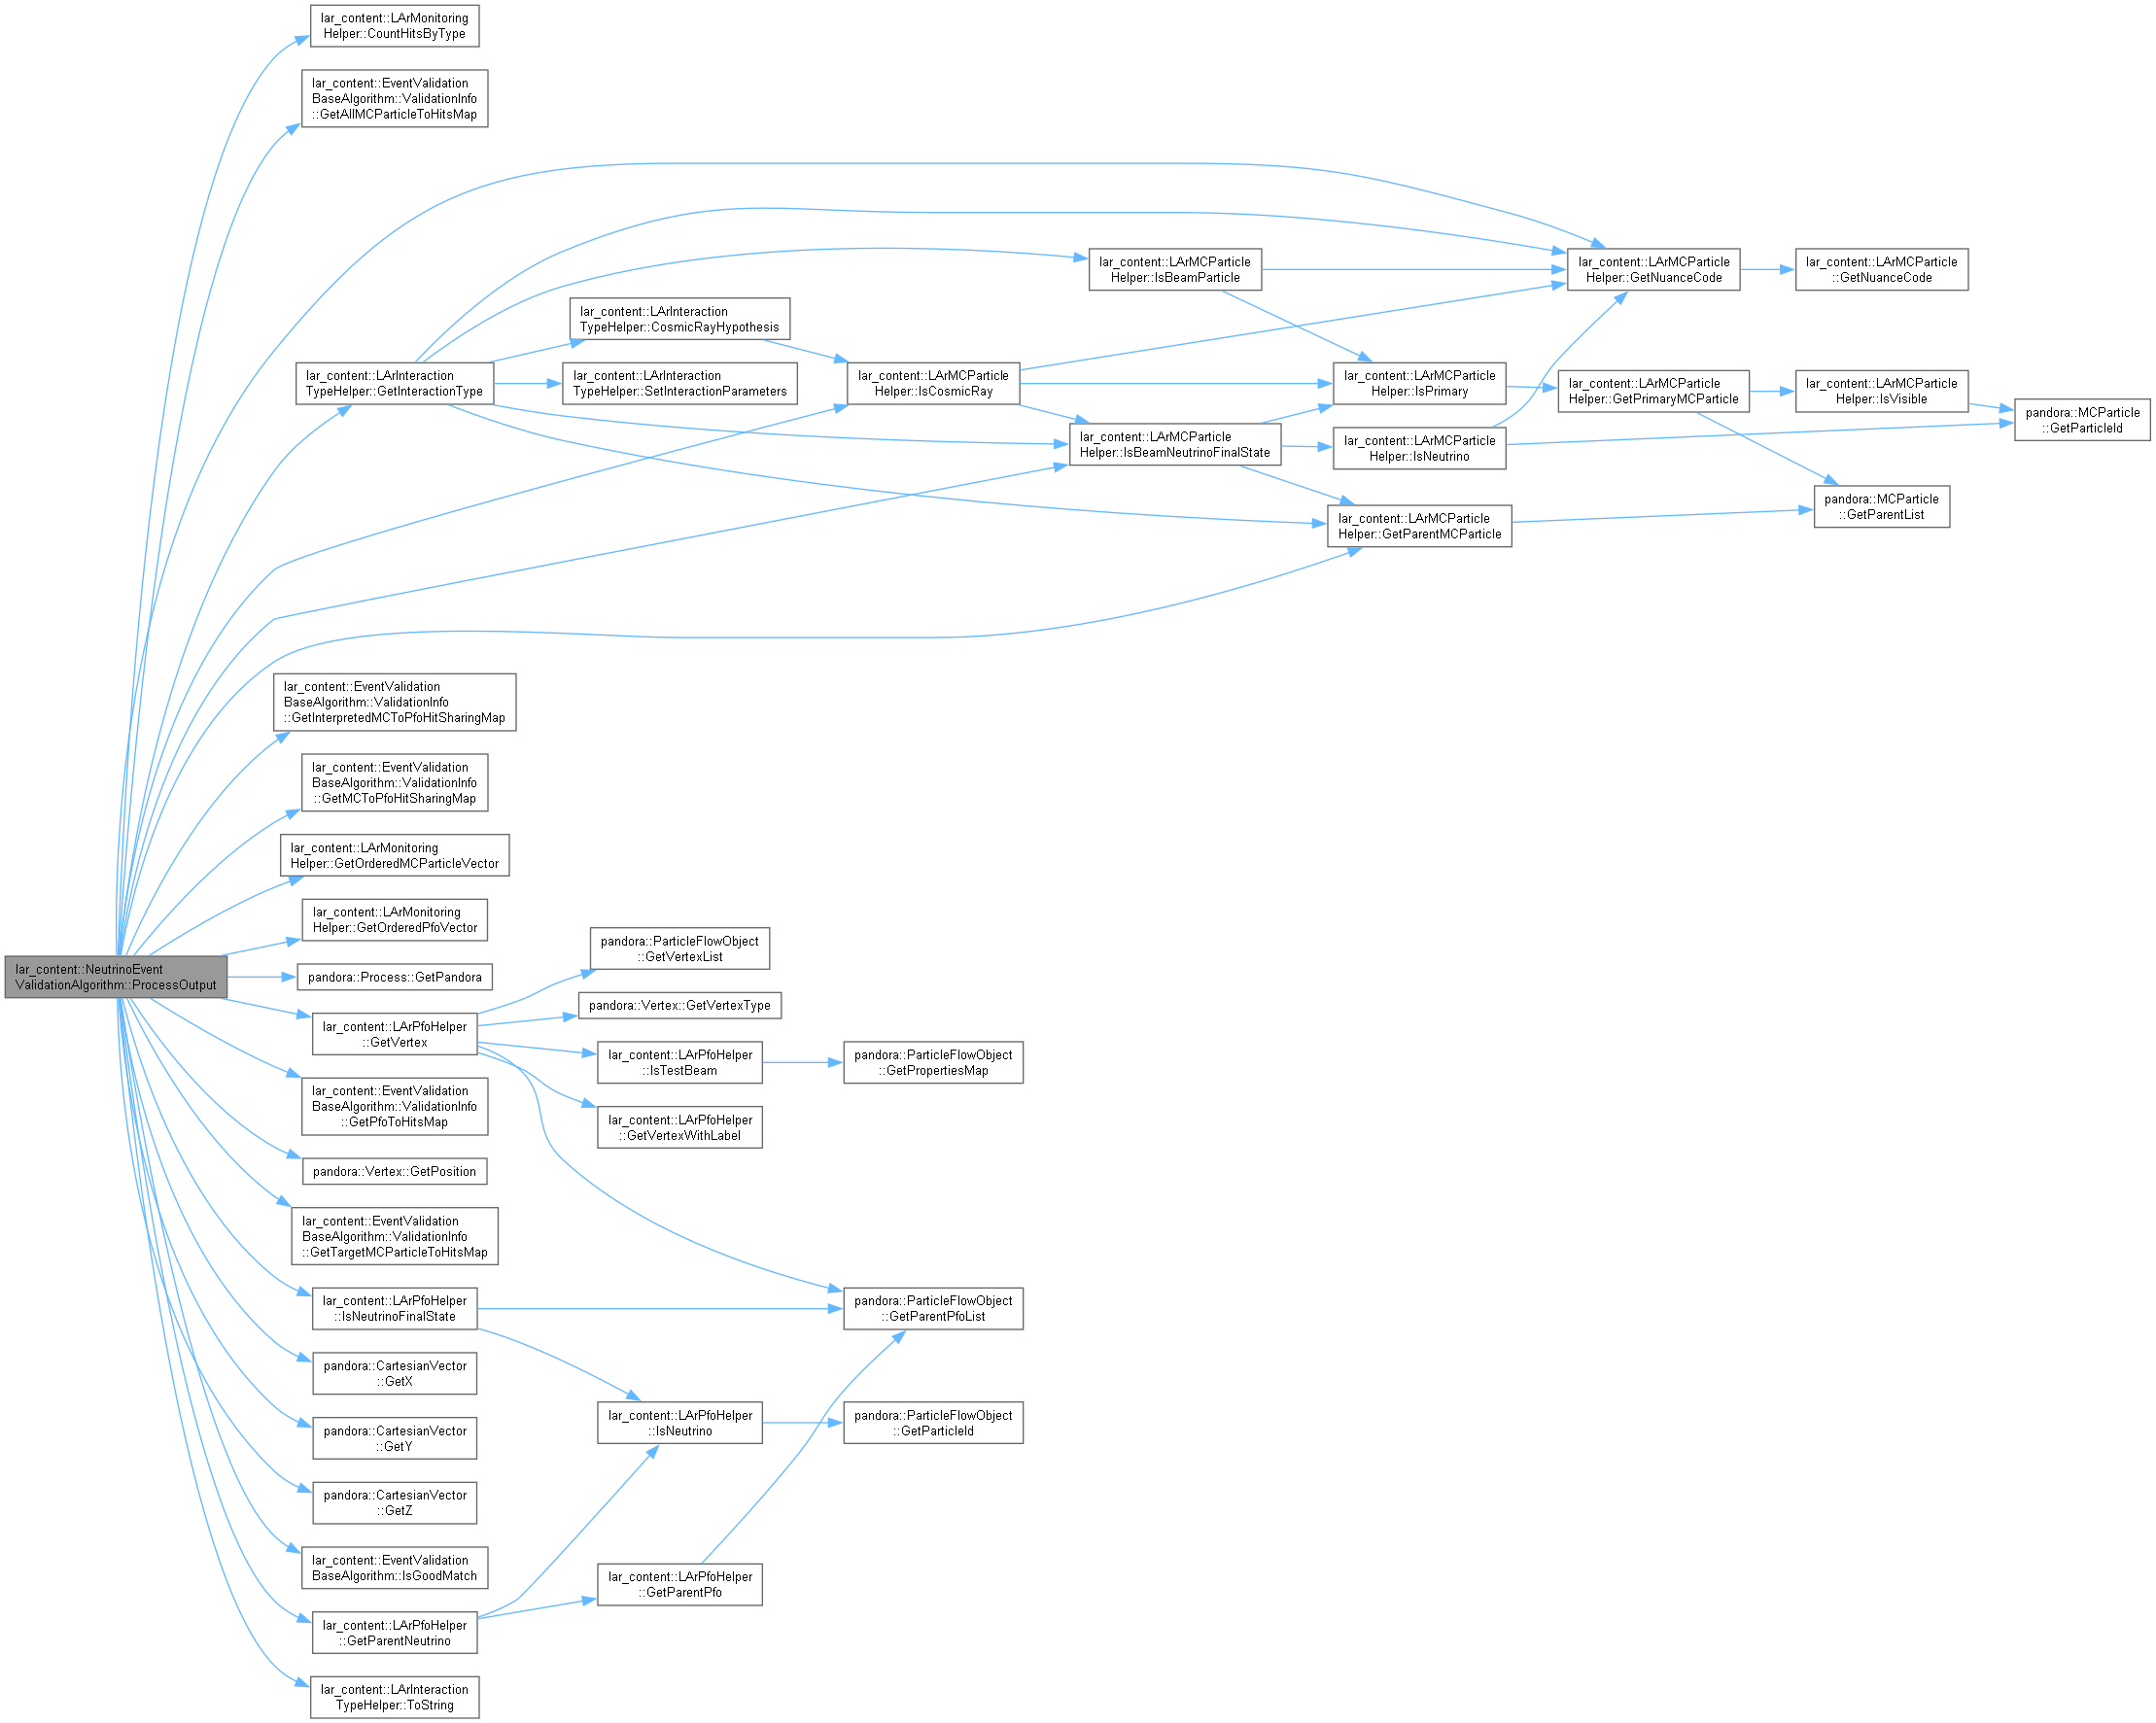 lar_content::LArMonitoring
Helper::CountHitsByType
lar_content::EventValidation
BaseAlgorithm::ValidationInfo
::GetAllMCParticleToHitsMap
lar_content::LArMCParticle
Helper::IsBeamParticle
lar_content::LArMCParticle
Helper::GetNuanceCode
lar_content::LArMCParticle
::GetNuanceCode
lar_content::LArInteraction
TypeHelper::CosmicRayHypothesis
lar_content::LArInteraction
TypeHelper::GetInteractionType
lar_content::LArInteraction
TypeHelper::SetInteractionParameters
lar_content::LArMCParticle
Helper::IsCosmicRay
lar_content::LArMCParticle
Helper::IsPrimary
lar_content::LArMCParticle
Helper::GetPrimaryMCParticle
lar_content::LArMCParticle
Helper::IsVisible
pandora::MCParticle
::GetParticleId
lar_content::LArMCParticle
Helper::IsBeamNeutrinoFinalState
lar_content::LArMCParticle
Helper::IsNeutrino
pandora::MCParticle
::GetParentList
lar_content::LArMCParticle
Helper::GetParentMCParticle
lar_content::EventValidation
BaseAlgorithm::ValidationInfo
::GetInterpretedMCToPfoHitSharingMap
lar_content::EventValidation
BaseAlgorithm::ValidationInfo
::GetMCToPfoHitSharingMap
lar_content::LArMonitoring
Helper::GetOrderedMCParticleVector
lar_content::LArMonitoring
Helper::GetOrderedPfoVector
lar_content::NeutrinoEvent
ValidationAlgorithm::ProcessOutput
pandora::Process::GetPandora
pandora::ParticleFlowObject
::GetVertexList
pandora::Vertex::GetVertexType
lar_content::LArPfoHelper
::GetVertex
lar_content::LArPfoHelper
::IsTestBeam
pandora::ParticleFlowObject
::GetPropertiesMap
lar_content::LArPfoHelper
::GetVertexWithLabel
lar_content::EventValidation
BaseAlgorithm::ValidationInfo
::GetPfoToHitsMap
pandora::Vertex::GetPosition
lar_content::EventValidation
BaseAlgorithm::ValidationInfo
::GetTargetMCParticleToHitsMap
lar_content::LArPfoHelper
::IsNeutrinoFinalState
pandora::ParticleFlowObject
::GetParentPfoList
pandora::CartesianVector
::GetX
lar_content::LArPfoHelper
::IsNeutrino
pandora::ParticleFlowObject
::GetParticleId
pandora::CartesianVector
::GetY
pandora::CartesianVector
::GetZ
lar_content::EventValidation
BaseAlgorithm::IsGoodMatch
lar_content::LArPfoHelper
::GetParentPfo
lar_content::LArPfoHelper
::GetParentNeutrino
lar_content::LArInteraction
TypeHelper::ToString